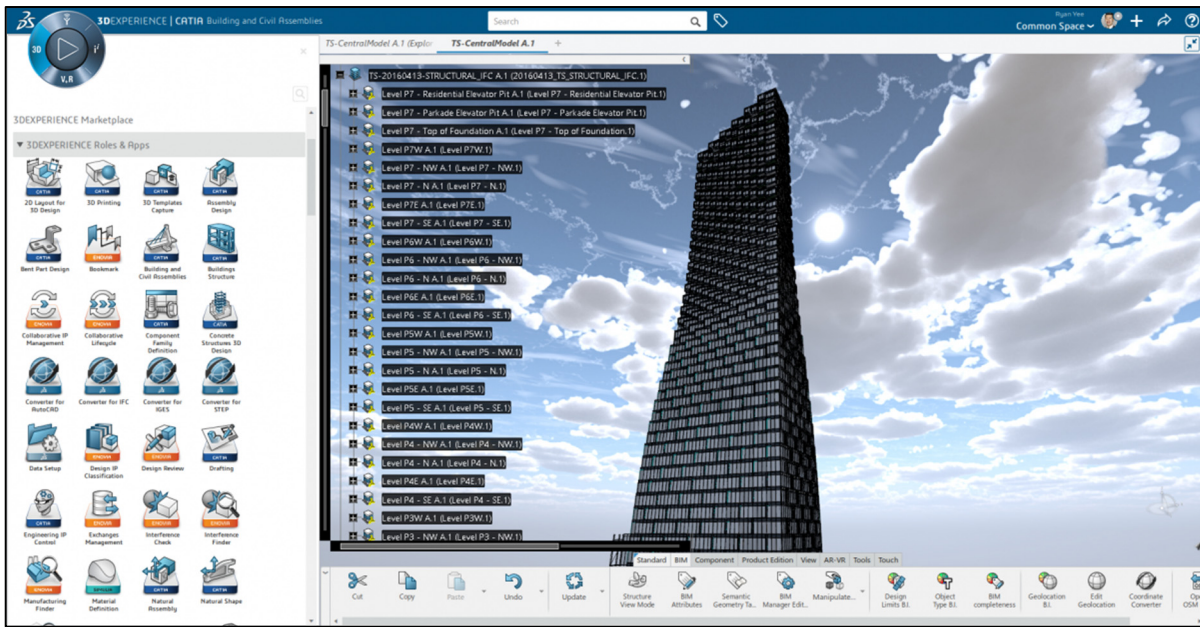 3DEXPERIENCE | CATIA Building and Civil Assemblies
Search
Ryan Yee
Common Space
3D
V,R
TS-CentralModel A.1 (Explor
TS-CentralModel A.1
3DEXPERIENCE Marketplace
3DEXPERIENCE Roles & Apps
CATIA CATIA CATIA CATIA
2D Layout for 3D Design
3D Printing
3D Templates Capture
Assembly Design
CATIA ENOVIA CATIA CATIA
Bent Part Design
Bookmark
Building and Civil Assemblies
Buildings Structure
ENOVIA ENOVIA CATIA CATIA
Collaborative IP Management
Collaborative Lifecycle
Component Family Definition
Concrete Structures 3D Design
Converter for AutoCAD
Converter for IFC
Converter for IGES
Converter for STEP
Data Setup
Design IP Classification
Design Review
Drafting
Engineering IP Control
Exchanges Management
Interference Check
Interference Finder
Manufacturing Finder
Material Definition
Natural Assembly
Natural Shape
TS-20160413-STRUCTURAL_IFC A.1 (20160413_TS_STRUCTURAL_IFC.1)
Level P7 - Residential Elevator Pit A.1 (Level P7 - Residential Elevator Pit.1)
Level P7 - Parkade Elevator Pit A.1 (Level P7 - Parkade Elevator Pit.1)
Level P7 - Top of Foundation A.1 (Level P7 - Top of Foundation.1)
Level P7W A.1 (Level P7W.1)
Level P7 - NW A.1 (Level P7 - NW.1)
Level P7 - N A.1 (Level P7 - N.1)
Level P7E A.1 (Level P7E.1)
Level P7 - SE A.1 (Level P7 - SE.1)
Level P6W A.1 (Level P6W.1)
Level P6 - NW A.1 (Level P6 - NW.1)
Level P6 - N A.1 (Level P6 - N.1)
Level P6E A.1 (Level P6E.1)
Level P6 - SE A.1 (Level P6 - SE.1)
Level P5W A.1 (Level P5W.1)
Level P5 - NW A.1 (Level P5 - NW.1)
Level P5 - N A.1 (Level P5 - N.1)
Level P5E A.1 (Level P5E.1)
Level P5 - SE A.1 (Level P5 - SE.1)
Level P4W A.1 (Level P4W.1)
Level P4 - NW A.1 (Level P4 - NW.1)
Level P4 - N A.1 (Level P4 - N.1)
Level P4E A.1 (Level P4E.1)
Level P4 - SE A.1 (Level P4 - SE.1)
Level P3W A.1 (Level P3W.1)
Level P3 - NW A.1 (Level P3 - NW.1)
Standard BIM Component Product Edition View AR-VR Tools Touch
Cut
Copy
Paste
Undo
Update
Structure View Mode
BIM Attributes
Semantic Geometry Ta...
BIM Manager Edit...
Manipulate...
Design Limits B.I.
Object Type B.I.
BIM completeness
Geolocation B.I.
Edit Geolocation
Coordinate Converter
Op
OSM